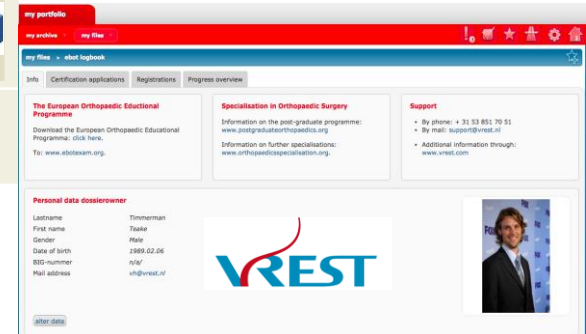 my portfolio
my archive
my files
my files » ebot logbook
Info
Certification applications
Registrations
Progress overview
The European Orthopaedic Eductional
Programme
Download the European Orthopaedic Educational
Programme: click here.
To: www.ebotexam.org.
Specialisation in Orthopaedic Surgery
Information on the post-graduate programme:
www.postgraduateorthopaedics.org
Information on further specialisations:
www.orthopaedicsspecialisation.org.
Support
• By phone: + 31 53 851 70 51
• By mail: support@vrest.nl
• Additional information through:
www.vrest.com
Personal data dossierowner
Lastname Timmerman
First name Teake
Gender Male
Date of birth 1989.02.06
BIG-nummer n/a/
Mail address vh@vrest.nl
VREST
alter data